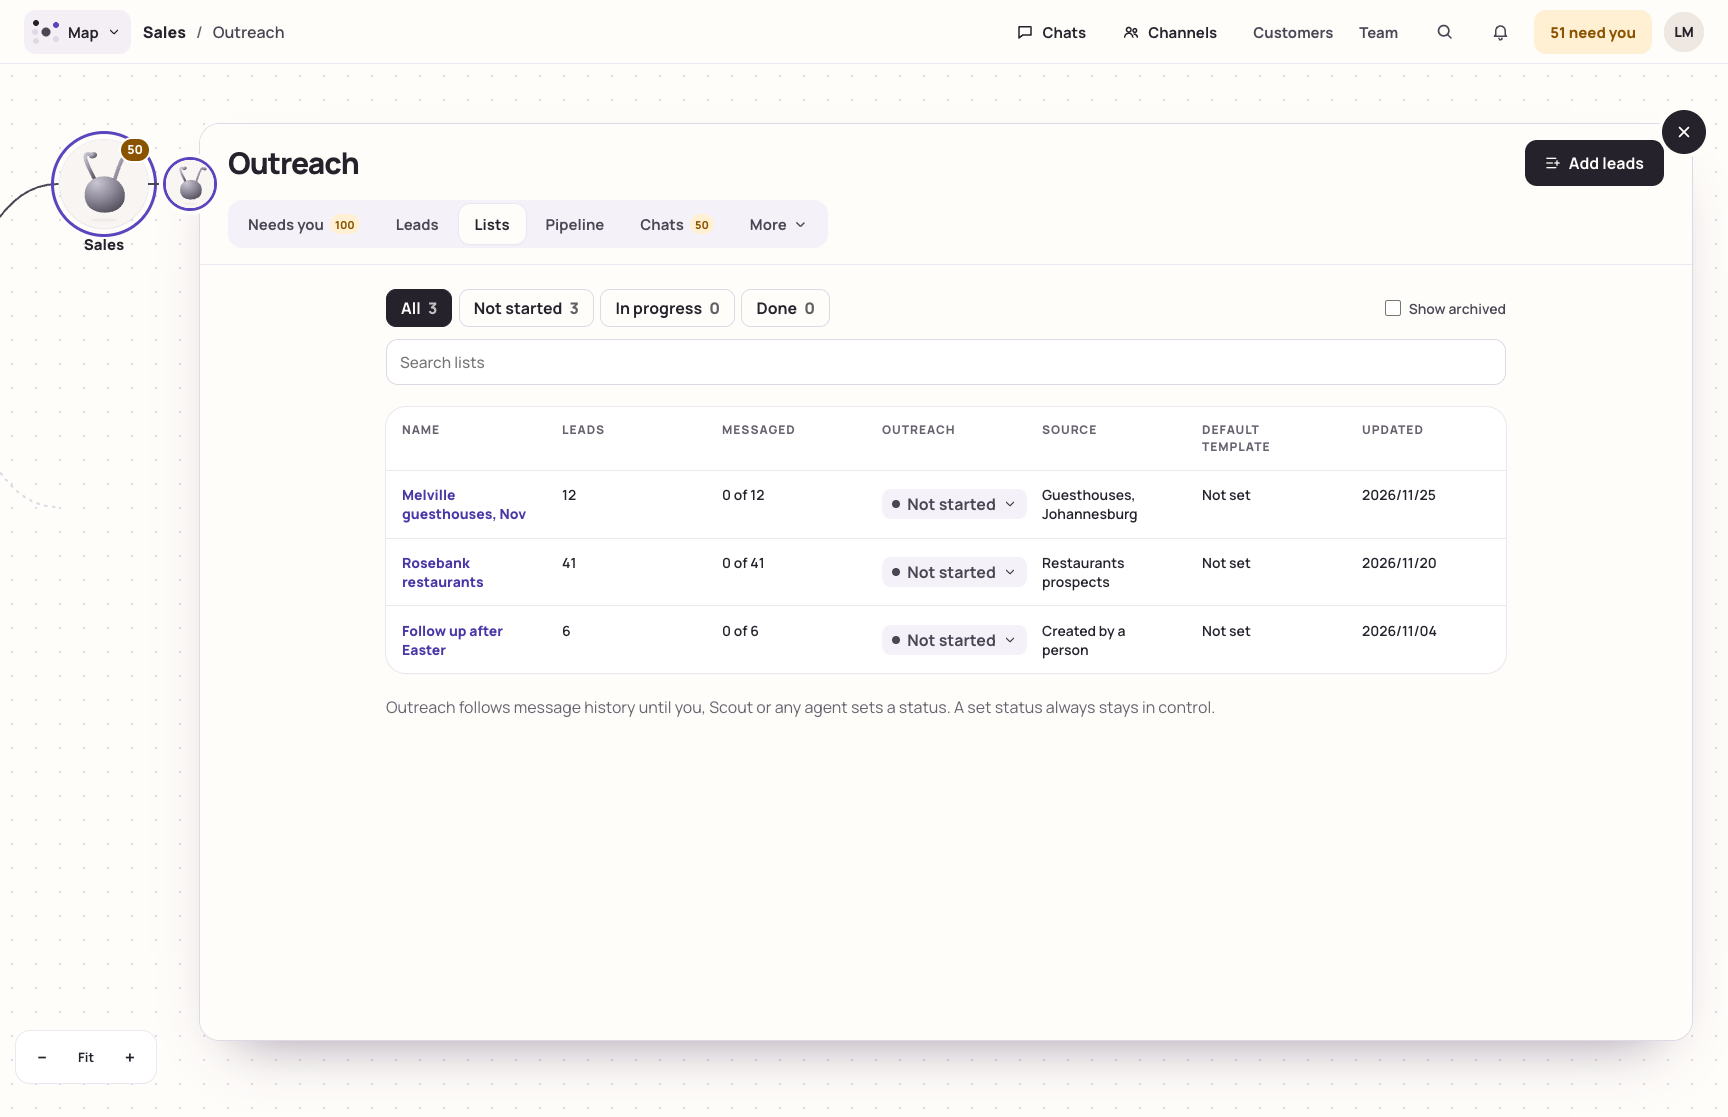 Map
Sales / Outreach
Chats
Channels
Customers
Team
51 need you
LM
50
Sales
Outreach
Add leads
Needs you 100
Leads
Lists
Pipeline
Chats 50
More
All 3
Not started 3
In progress 0
Done 0
Show archived
Search lists
NAME LEADS MESSAGED OUTREACH SOURCE DEFAULT TEMPLATE UPDATED
Melville guesthouses, Nov 12 0 of 12 Not started Guesthouses, Johannesburg Not set 2026/11/25
Rosebank restaurants 41 0 of 41 Not started Restaurants prospects Not set 2026/11/20
Follow up after Easter 6 0 of 6 Not started Created by a person Not set 2026/11/04
Outreach follows message history until you, Scout or any agent sets a status. A set status always stays in control.
− Fit +